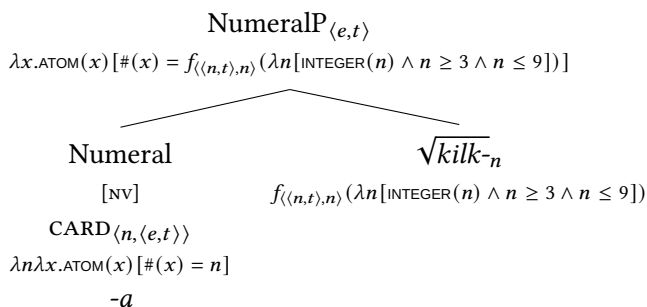 NumeralP⟨e,t⟩
λx.ATOM(x)[#(x) = f⟨⟨n,t⟩,n⟩(λn[INTEGER(n) ∧ n ≥ 3 ∧ n ≤ 9])]
Numeral √kilk-n
[NV] f⟨⟨n,t⟩,n⟩(λn[INTEGER(n) ∧ n ≥ 3 ∧ n ≤ 9])
CARD⟨n,⟨e,t⟩⟩
λnλx.ATOM(x)[#(x) = n]
-a